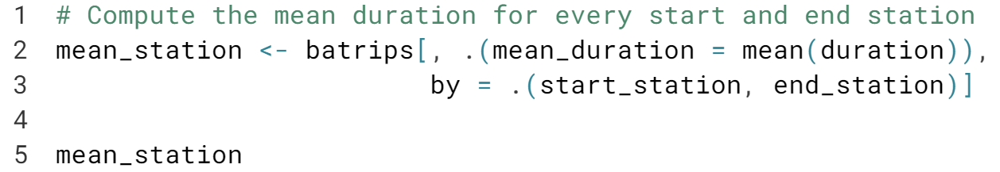 1 # Compute the mean duration for every start and end station
2 mean_station <- batrips[, .(mean_duration = mean(duration)),
3                         by = .(start_station, end_station)]
4
5 mean_station